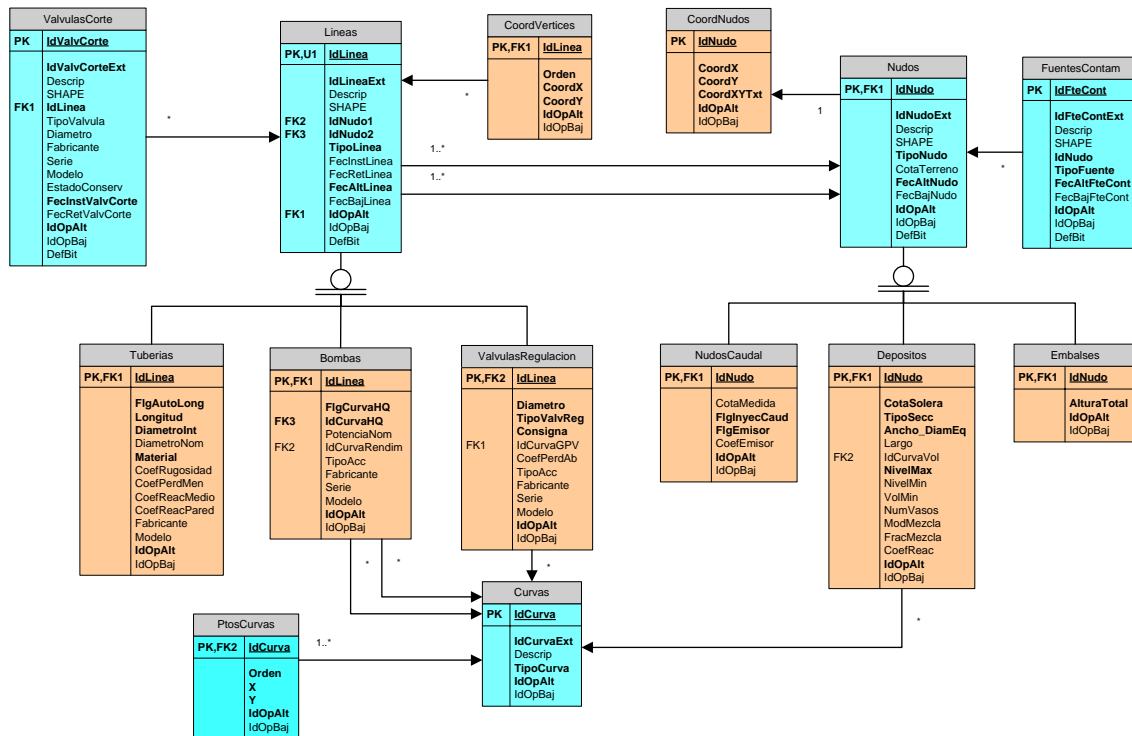 ValvulasCorte
PK IdValvCorte
IdValvCorteExt
Descrip
SHAPE
FK1 IdLinea
TipoValvula
Diametro
Fabricante
Serie
Modelo
EstadoConserv
FecInstValvCorte
FecRetValvCorte
IdOpAlt
IdOpBaj
DefBit
*
Lineas
PK,U1 IdLinea
IdLineaExt
Descrip
SHAPE
FK2 IdNudo1
FK3 IdNudo2
TipoLinea
FecInstLinea
FecRetLinea
FecAltLinea
FecBajLinea
FK1 IdOpAlt
IdOpBaj
DefBit
*
1..*
1..*
CoordVertices
PK,FK1 IdLinea
Orden
CoordX
CoordY
IdOpAlt
IdOpBaj
CoordNudos
PK IdNudo
CoordX
CoordY
CoordXYTxt
IdOpAlt
IdOpBaj
1
Nudos
PK,FK1 IdNudo
IdNudoExt
Descrip
SHAPE
TipoNudo
CotaTerreno
FecAltNudo
FecBajNudo
IdOpAlt
IdOpBaj
DefBit
*
FuentesContam
PK IdFteCont
IdFteContExt
Descrip
SHAPE
IdNudo
TipoFuente
FecAltFteCont
FecBajFteCont
IdOpAlt
IdOpBaj
DefBit
Tuberias
PK,FK1 IdLinea
FlgAutoLong
Longitud
DiametroInt
DiametroNom
Material
CoefRugosidad
CoefPerdMen
CoefReacMedio
CoefReacPared
Fabricante
Modelo
IdOpAlt
IdOpBaj
Bombas
PK,FK1 IdLinea
FlgCurvaHQ
FK3 IdCurvaHQ
PotenciaNom
FK2 IdCurvaRendim
TipoAcc
Fabricante
Serie
Modelo
IdOpAlt
IdOpBaj
*
*
ValvulasRegulacion
PK,FK2 IdLinea
Diametro
TipoValvReg
Consigna
FK1 IdCurvaGPV
CoefPerdAb
TipoAcc
Fabricante
Serie
Modelo
IdOpAlt
IdOpBaj
*
NudosCaudal
PK,FK1 IdNudo
CotaMedida
FlgInyecCaud
FlgEmisor
CoefEmisor
IdOpAlt
IdOpBaj
Depositos
PK,FK1 IdNudo
CotaSolera
TipoSecc
Ancho_DiamEq
Largo
FK2 IdCurvaVol
NivelMax
NivelMin
VolMin
NumVasos
ModMezcla
FracMezcla
CoefReac
IdOpAlt
IdOpBaj
*
Embalses
PK,FK1 IdNudo
AlturaTotal
IdOpAlt
IdOpBaj
PtosCurvas
PK,FK2 IdCurva
Orden
X
Y
IdOpAlt
IdOpBaj
1..*
Curvas
PK IdCurva
IdCurvaExt
Descrip
TipoCurva
IdOpAlt
IdOpBaj